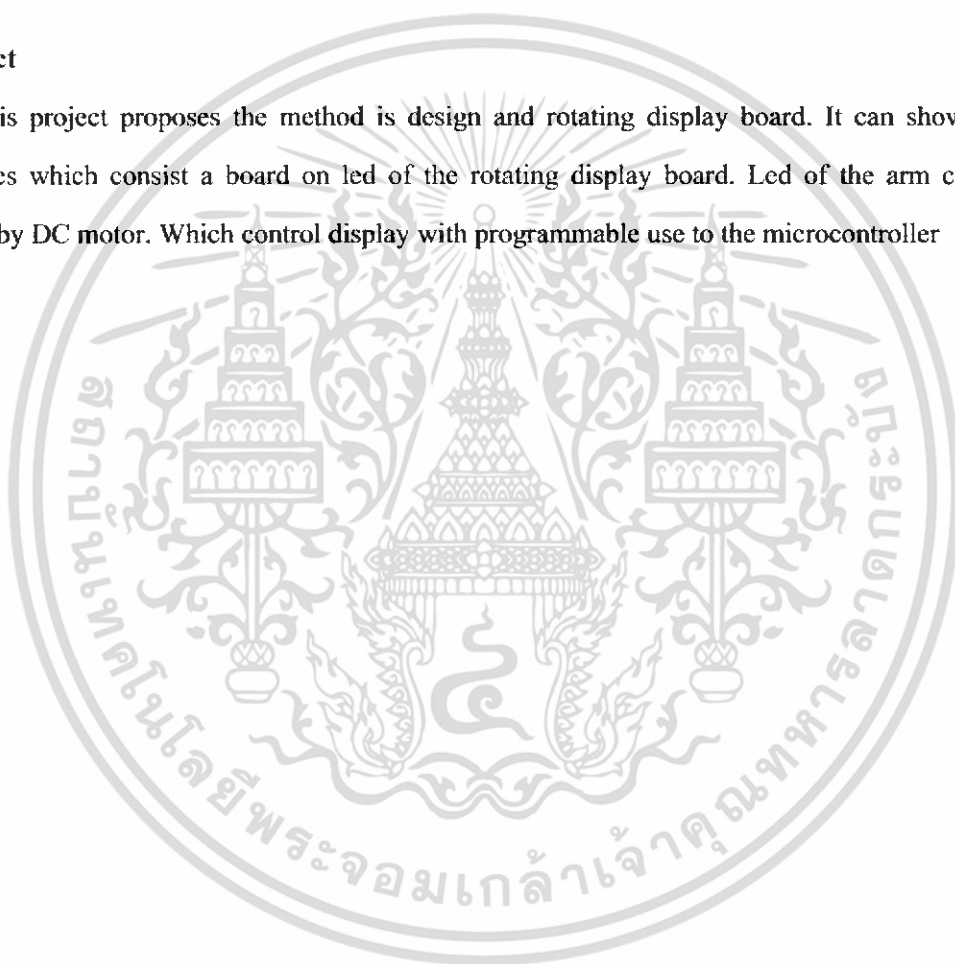 ct
is project proposes the method is design and rotating display board. It can show
es which consist a board on led of the rotating display board. Led of the arm c
by DC motor. Which control display with programmable use to the microcontroller
สถาบันเทคโนโลยีพระจอมเกล้าเจ้าคุณทหารลาดกระบัง